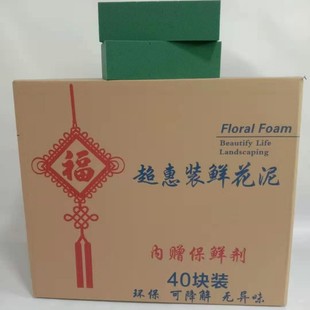 Floral Foam
Beautify Life
Landscaping
福
超惠装鲜花泥
内赠保鲜剂
40块装
环保 可降解 无异味